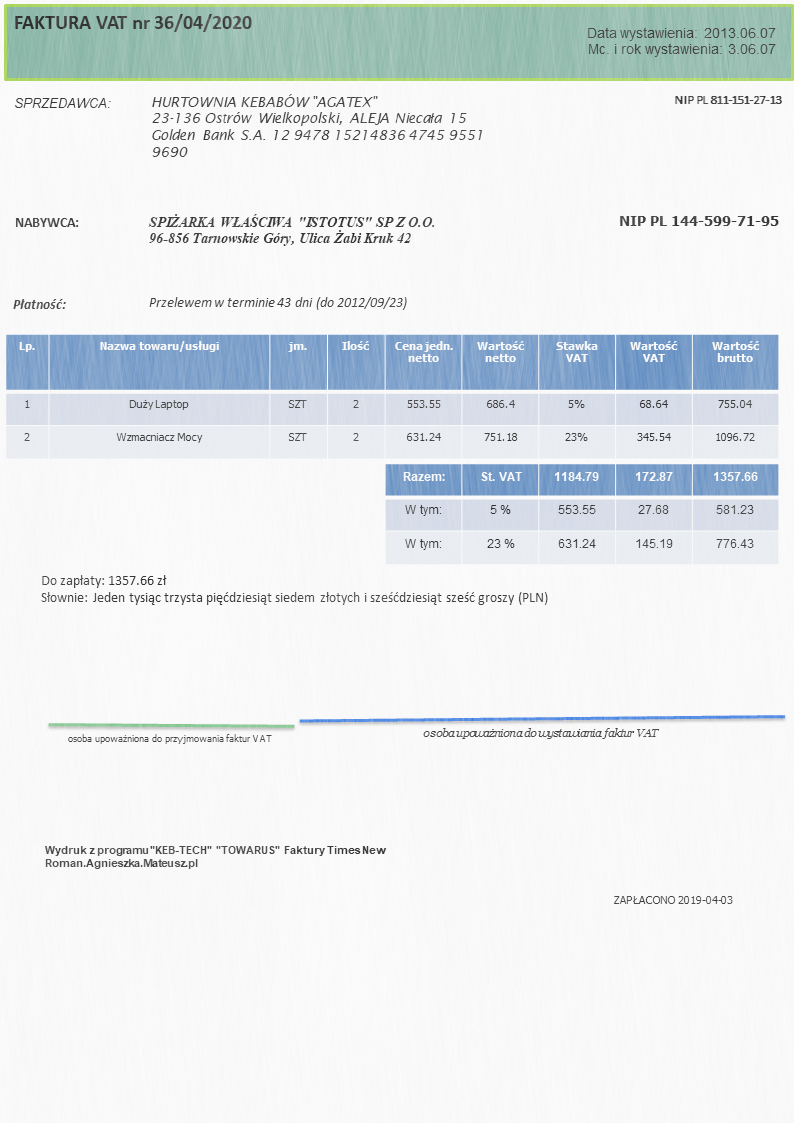 FAKTURA VAT nr 36/04/2020
Data wystawienia: 2013.06.07
Mc. i rok wystawienia: 3.06.07
SPRZEDAWCA:
HURTOWNIA KEBABÓW "AGATEX"
23-136 Ostrów Wielkopolski, ALEJA Niecała 15
Golden Bank S.A. 12 9478 15214836 4745 9551
9690
NIP PL 811-151-27-13
NABYWCA:
SPIŻARKA WŁAŚCIWA "ISTOTUS" SP Z O.O.
96-856 Tarnowskie Góry, Ulica Żabi Kruk 42
NIP PL 144-599-71-95
Płatność:
Przelewem w terminie 43 dni (do 2012/09/23)
Lp. Nazwa towaru/usługi jm. Ilość Cena jedn. netto Wartość netto Stawka VAT Wartość VAT Wartość brutto
1 Duży Laptop SZT 2 553.55 686.4 5% 68.64 755.04
2 Wzmacniacz Mocy SZT 2 631.24 751.18 23% 345.54 1096.72
Razem: St. VAT 1184.79 172.87 1357.66
W tym: 5 % 553.55 27.68 581.23
W tym: 23 % 631.24 145.19 776.43
Do zapłaty: 1357.66 zł
Słownie: Jeden tysiąc trzysta pięćdziesiąt siedem złotych i sześćdziesiąt sześć groszy (PLN)
osoba upoważniona do przyjmowania faktur VAT
osoba upoważniona do wystawiania faktur VAT
Wydruk z programu "KEB-TECH" "TOWARUS" Faktury Times New
Roman.Agnieszka.Mateusz.pl
ZAPŁACONO 2019-04-03